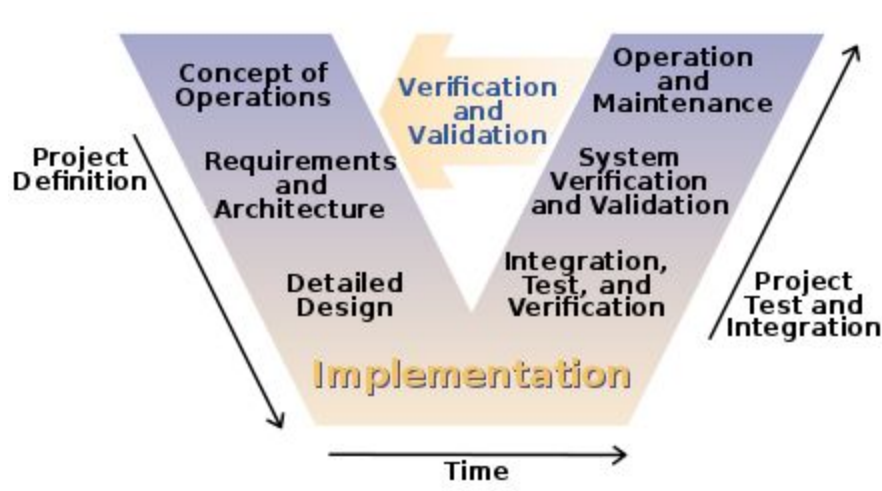 Concept of
Operations
Verification
and
Validation
Operation
and
Maintenance
Project
Definition
Requirements
and
Architecture
System
Verification
and Validation
Detailed
Design
Integration,
Test, and
Verification
Project
Test and
Integration
Implementation
Time